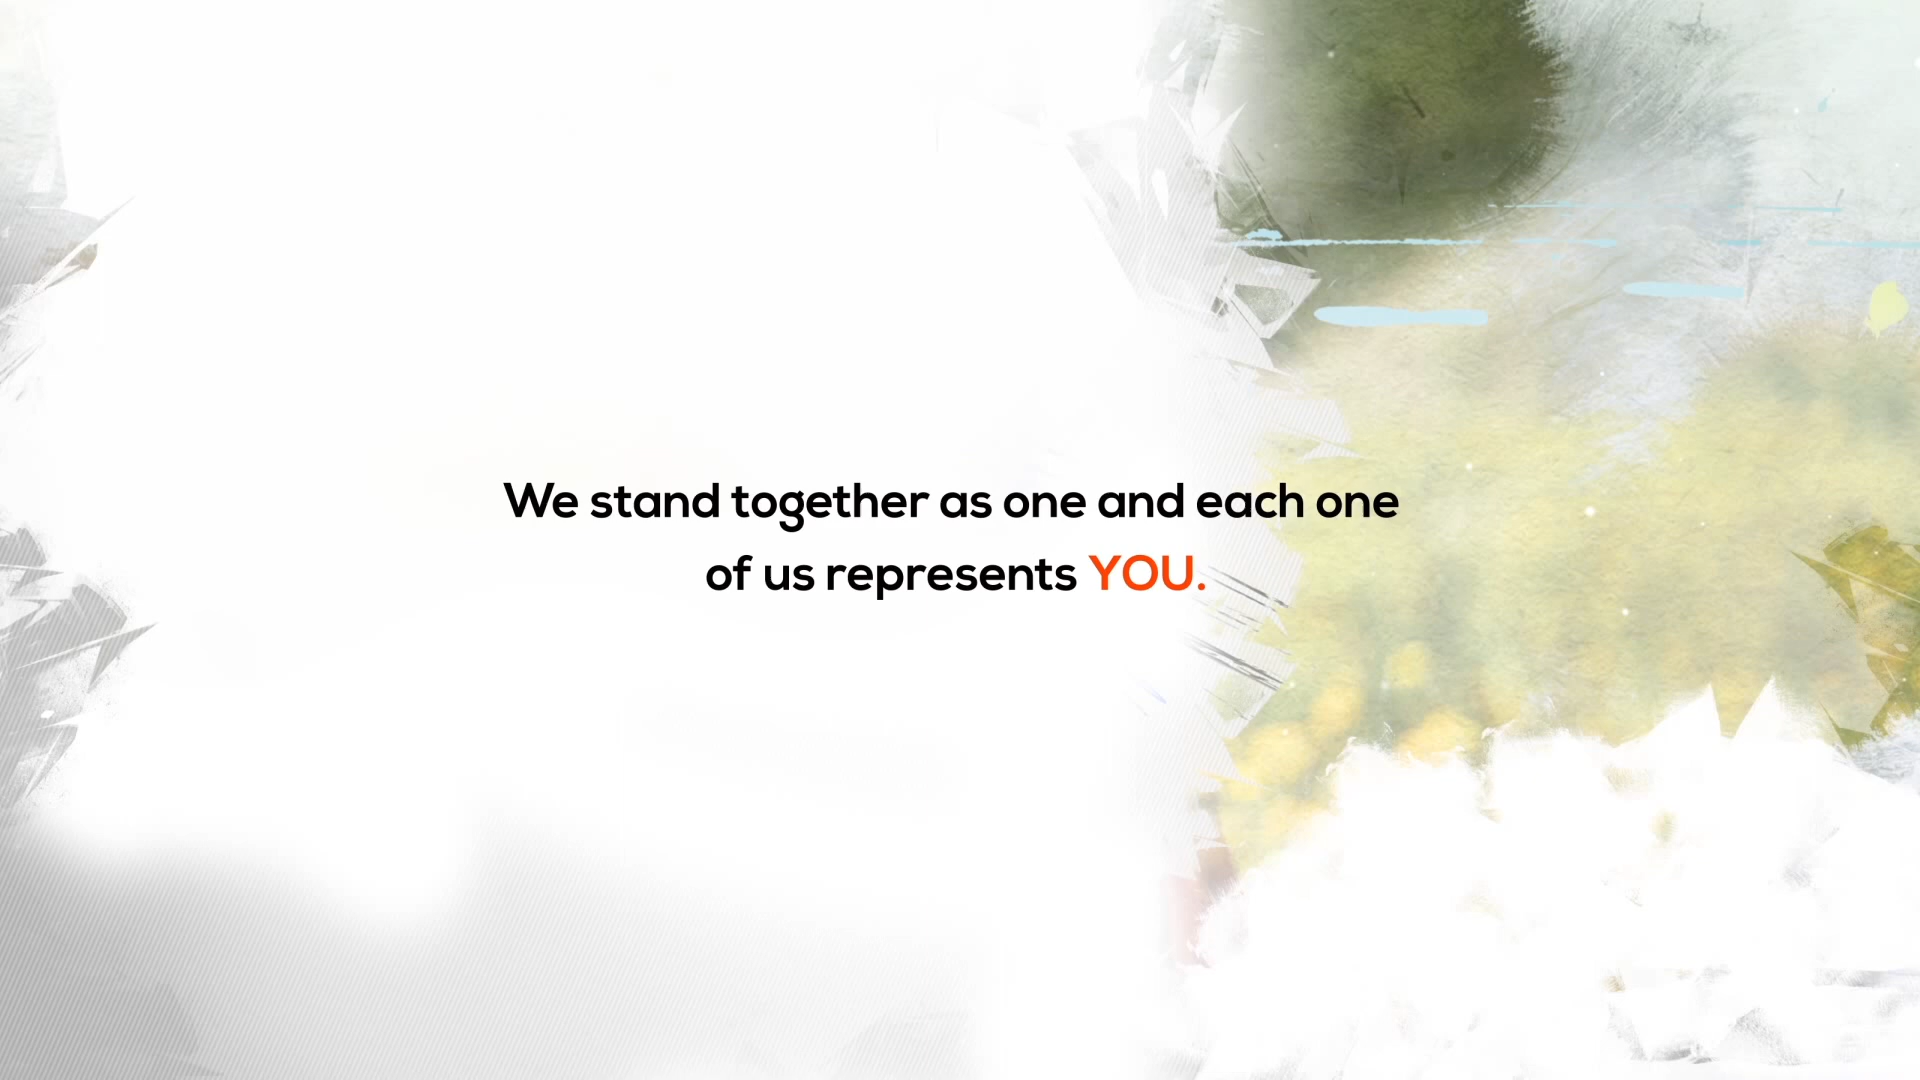 We stand together as one and each one
of us represents YOU.